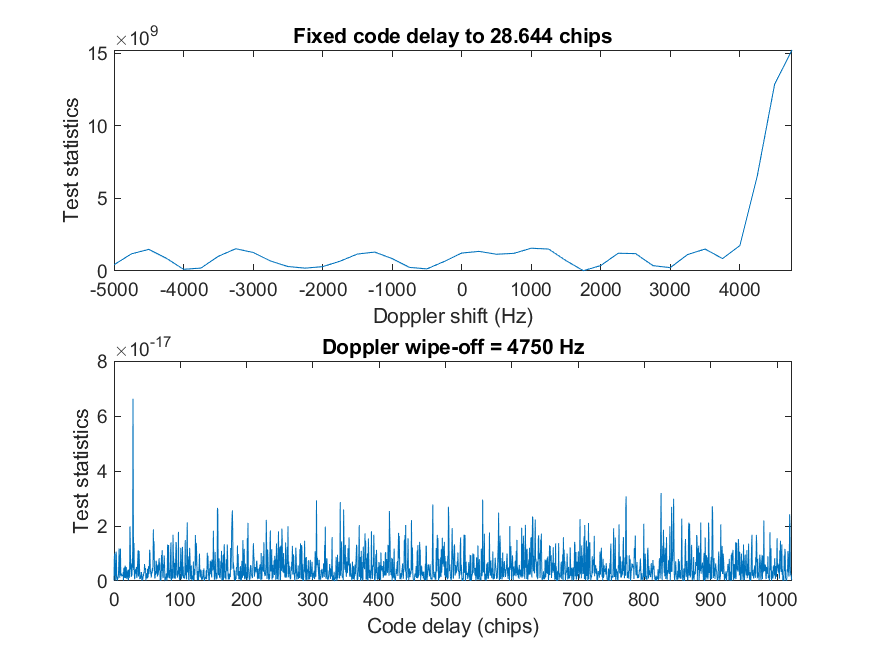 Fixed code delay to 28.644 chips
×10^9
15
10
5
0
Test statistics
-5000 -4000 -3000 -2000 -1000 0 1000 2000 3000 4000
Doppler shift (Hz)
Doppler wipe-off = 4750 Hz
×10^-17
8
6
4
2
0
Test statistics
0 100 200 300 400 500 600 700 800 900 1000
Code delay (chips)